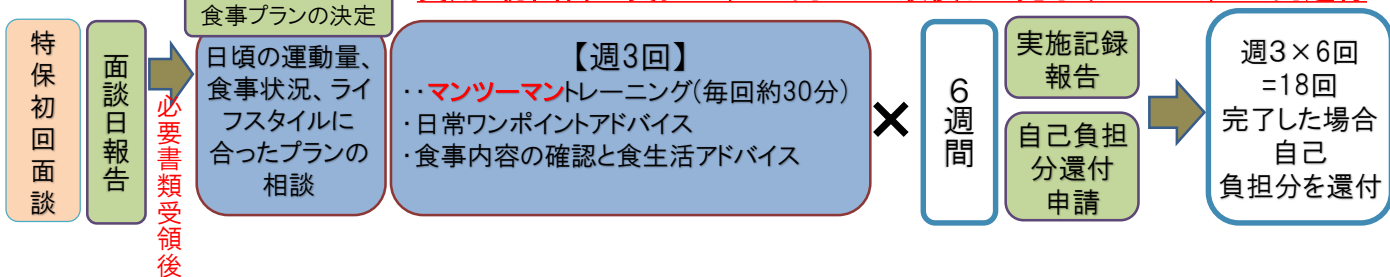 特
保
初
回
面
談
面
談
日
報
告
必
要
書
類
受
領
後
食事プランの決定
日頃の運動量、
食事状況、ライ
フスタイルに
合ったプランの
相談
【週3回】
・・マンツーマントレーニング(毎回約30分)
・日常ワンポイントアドバイス
・食事内容の確認と食生活アドバイス
×
6
週
間
実施記録
報告
自己負担
分還付
申請
週3×6回
=18回
完了した場合
自己
負担分を還付